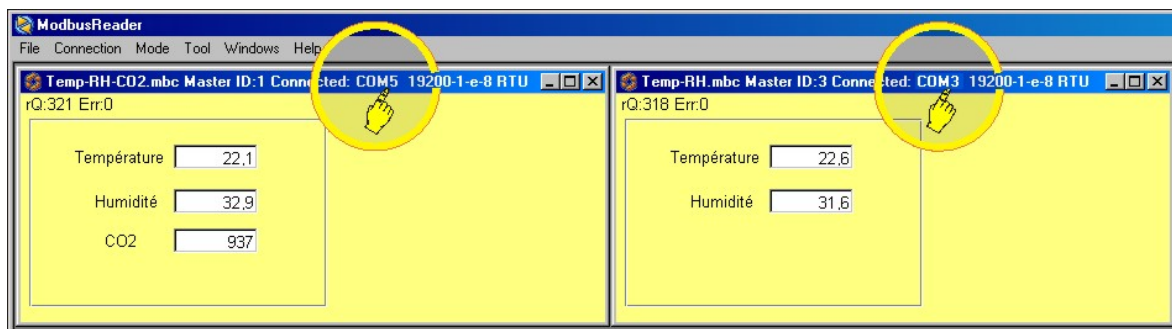 ModbusReader
File Connection Mode Tool Windows Help
Temp-RH-CO2.mbc Master ID:1 Connected: COM5 19200-1-e-8 RTU
rQ:321 Err:0
Température 22,1
Humidité 32,9
CO2 937
Temp-RH.mbc Master ID:3 Connected: COM3 19200-1-e-8 RTU
rQ:318 Err:0
Température 22,6
Humidité 31,6